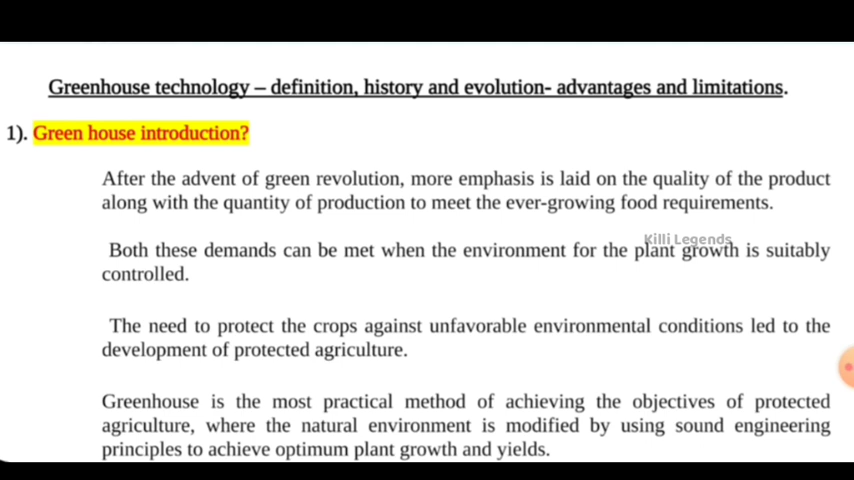 Greenhouse technology – definition, history and evolution- advantages and limitations.
1). Green house introduction?
After the advent of green revolution, more emphasis is laid on the quality of the product
along with the quantity of production to meet the ever-growing food requirements.
Killi Legends
Both these demands can be met when the environment for the plant growth is suitably
controlled.
The need to protect the crops against unfavorable environmental conditions led to the
development of protected agriculture.
Greenhouse is the most practical method of achieving the objectives of protected
agriculture, where the natural environment is modified by using sound engineering
principles to achieve optimum plant growth and yields.